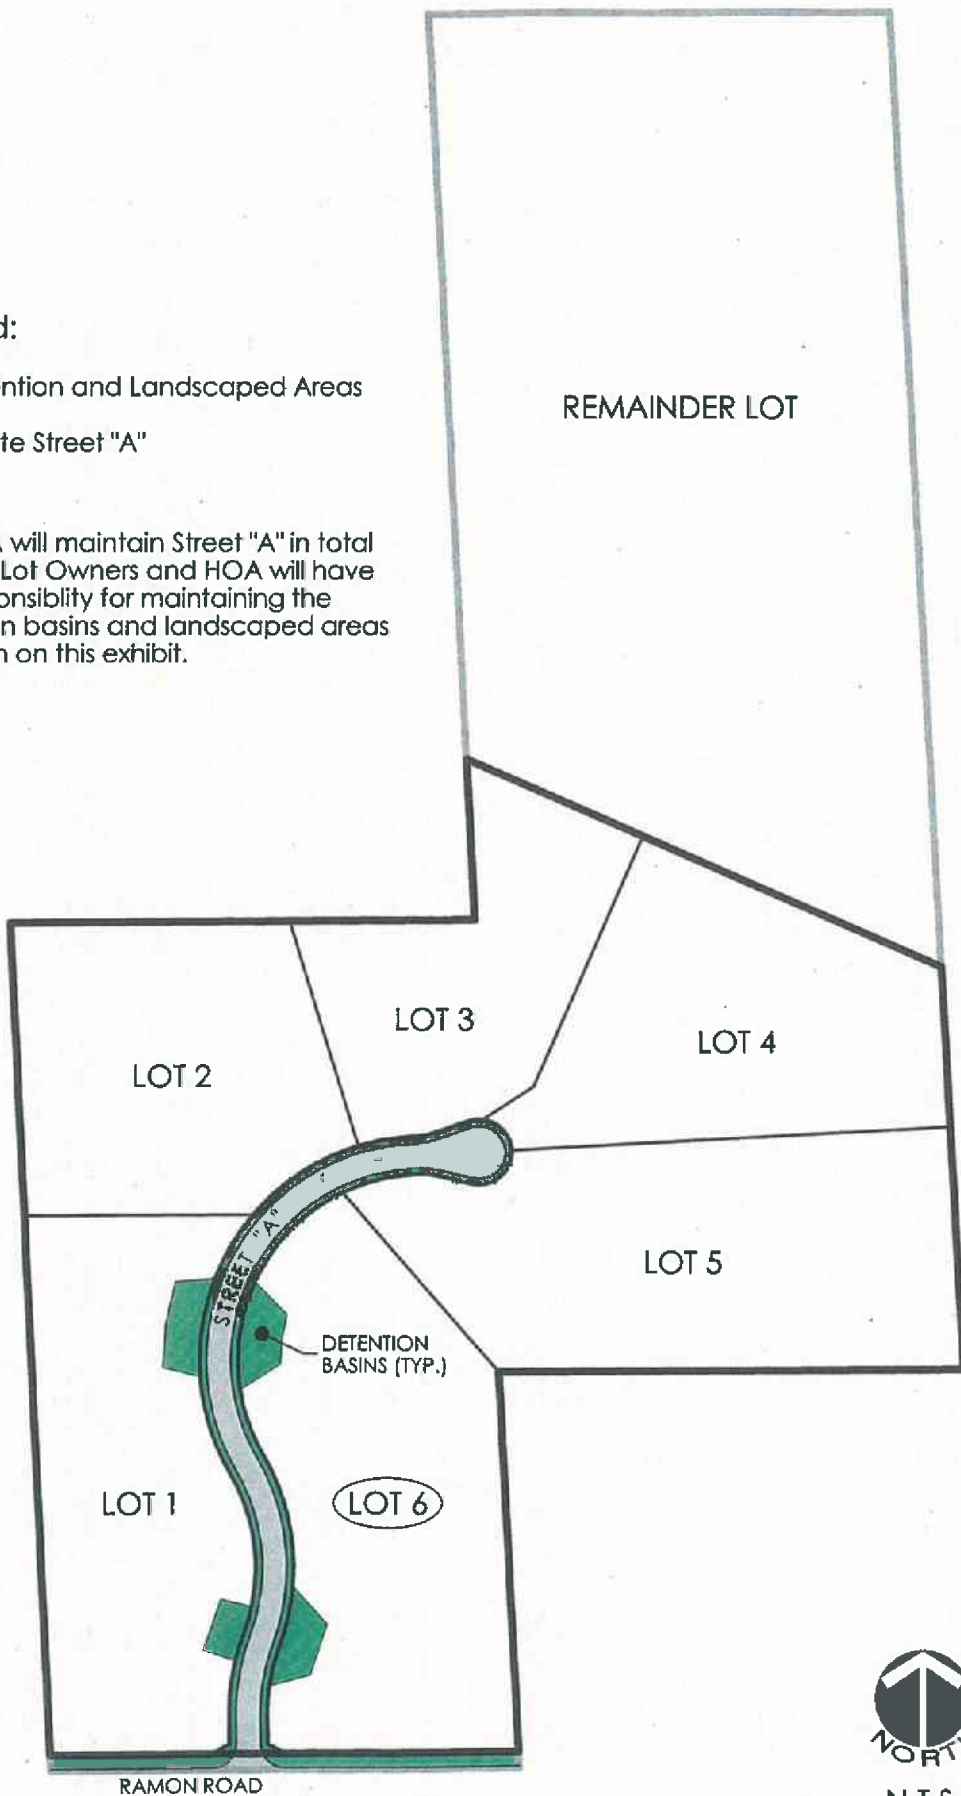 d:
ntion and Landscaped Areas
te Street "A"
A will maintain Street "A" in total
Lot Owners and HOA will have
onsiblity for maintaining the
n basins and landscaped areas
n on this exhibit.
REMAINDER LOT
LOT 3
LOT 4
LOT 2
STREET "A"
LOT 5
DETENTION
BASINS (TYP.)
LOT 1
LOT 6
NORT
N.T.S.
RAMON ROAD